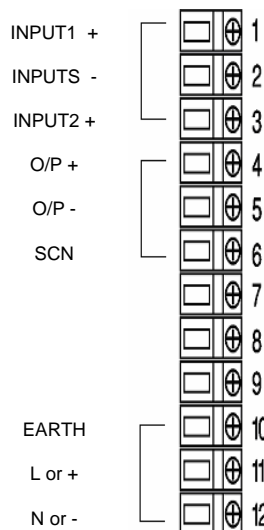 INPUT1 + 1
INPUTS - 2
INPUT2 + 3
O/P + 4
O/P - 5
SCN 6
7
8
9
EARTH 10
L or + 11
N or - 12